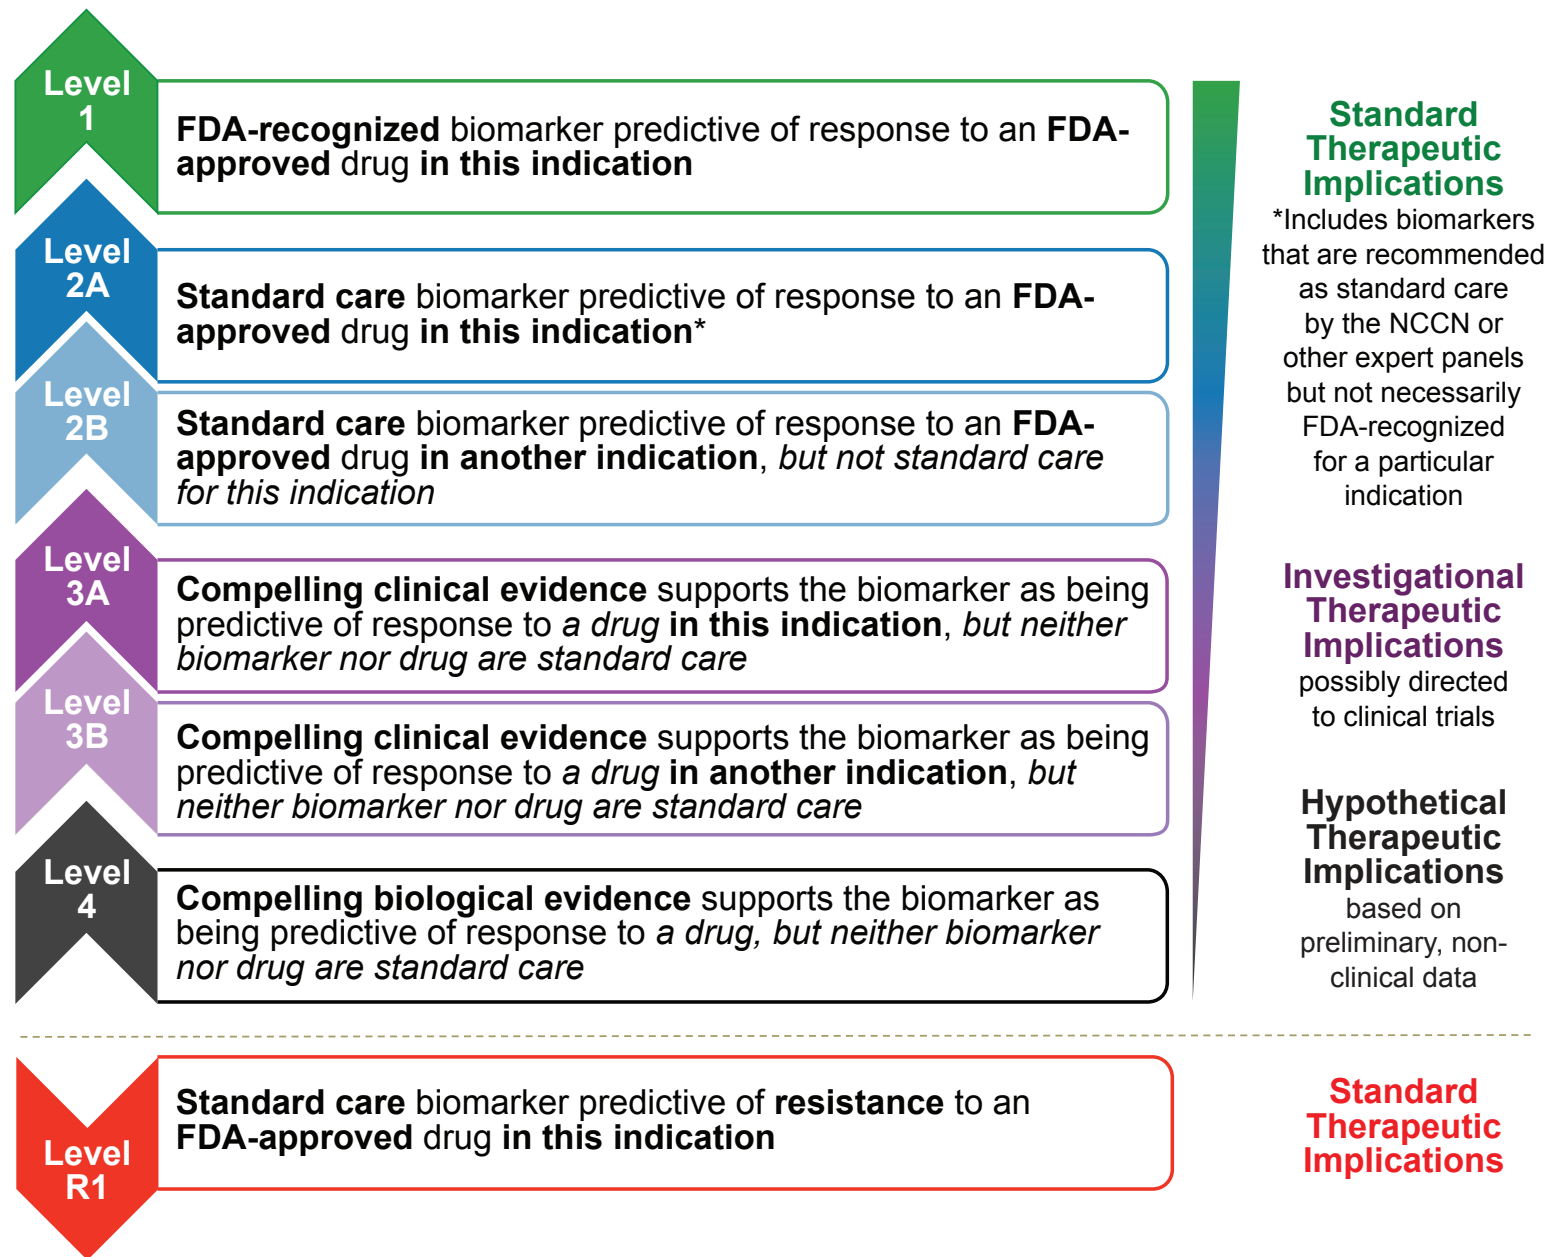 Level
1
FDA-recognized biomarker predictive of response to an FDA-
approved drug in this indication
Level
2A
Standard care biomarker predictive of response to an FDA-
approved drug in this indication*
Level
2B
Standard care biomarker predictive of response to an FDA-
approved drug in another indication, but not standard care
for this indication
Standard
Therapeutic
Implications
*Includes biomarkers
that are recommended
as standard care
by the NCCN or
other expert panels
but not necessarily
FDA-recognized
for a particular
indication
Level
3A
Compelling clinical evidence supports the biomarker as being
predictive of response to a drug in this indication, but neither
biomarker nor drug are standard care
Level
3B
Compelling clinical evidence supports the biomarker as being
predictive of response to a drug in another indication, but
neither biomarker nor drug are standard care
Investigational
Therapeutic
Implications
possibly directed
to clinical trials
Level
4
Compelling biological evidence supports the biomarker as
being predictive of response to a drug, but neither biomarker
nor drug are standard care
Hypothetical
Therapeutic
Implications
based on
preliminary, non-
clinical data
Level
R1
Standard care biomarker predictive of resistance to an
FDA-approved drug in this indication
Standard
Therapeutic
Implications